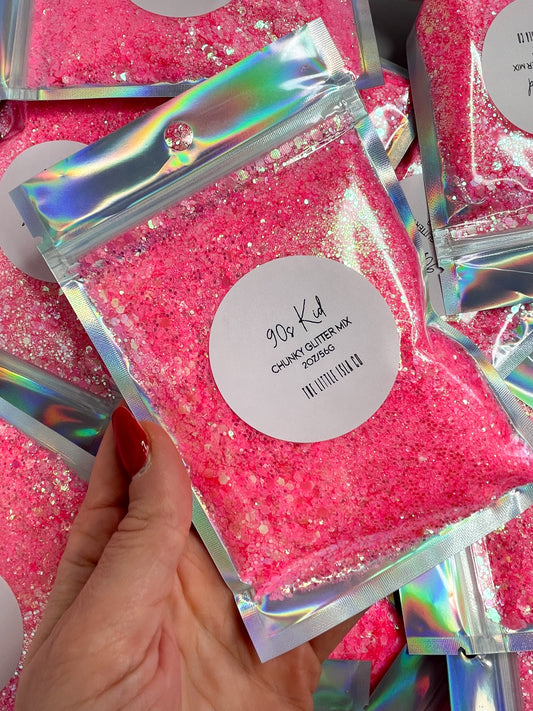 90s Kid
CHUNKY GLITTER MIX
2OZ/56G
THE LITTLE ISLA CO